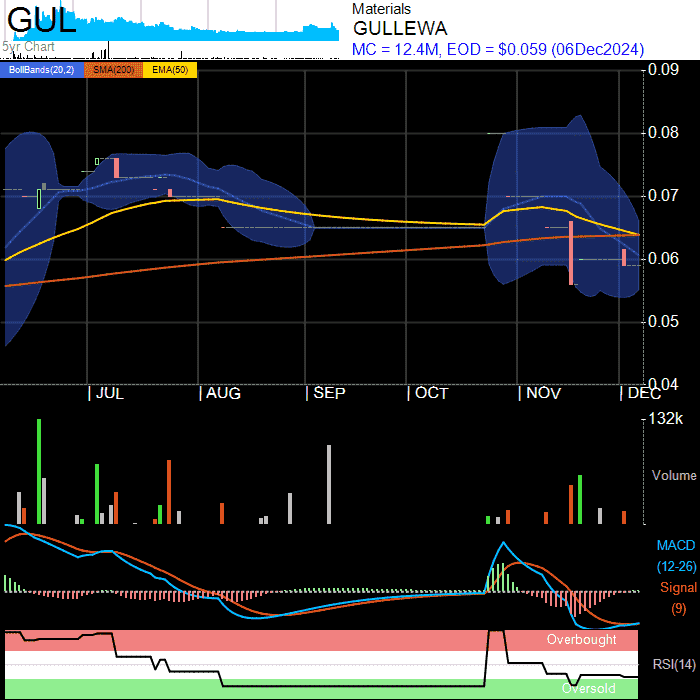 GUL
5yr Chart
Materials
GULLEWA
MC = 12.4M, EOD = $0.059 (06Dec2024)
BollBands(20,2) SMA(200) EMA(50)
0.09
0.08
0.07
0.06
0.05
0.04
JUL AUG SEP OCT NOV DEC
132k
Volume
MACD
(12-26)
Signal
(9)
Overbought
RSI(14)
Oversold